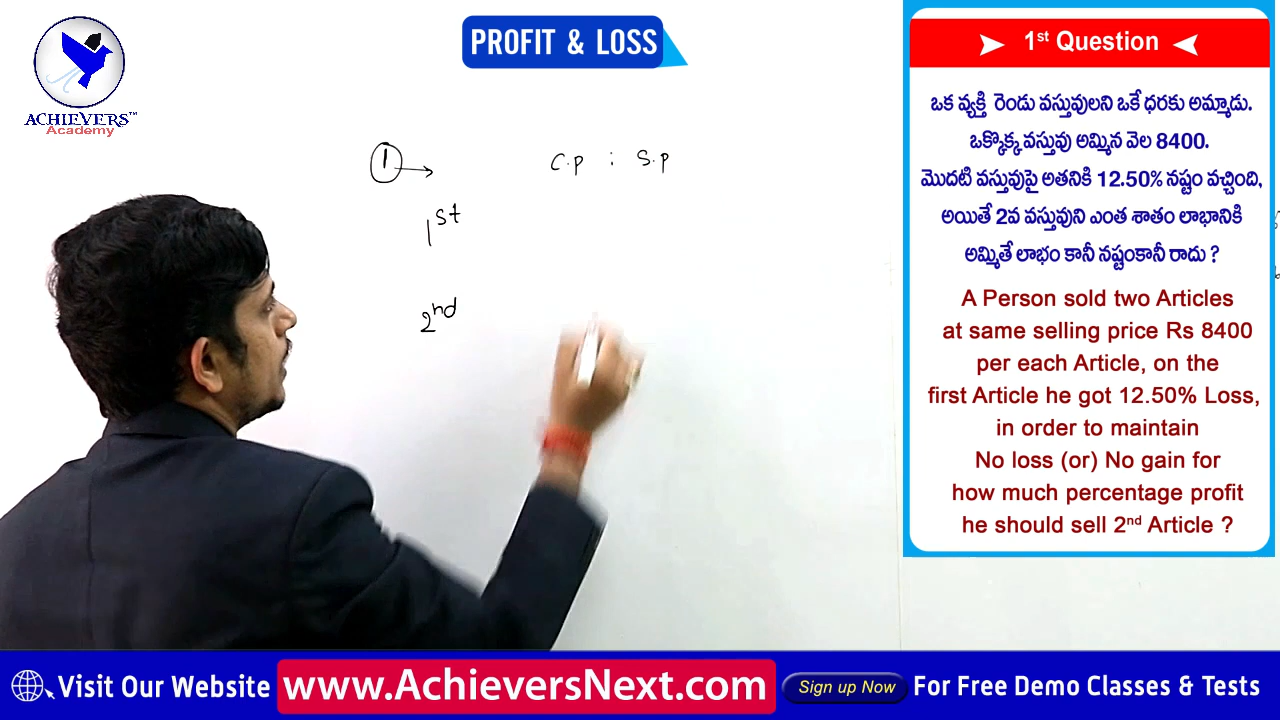 PROFIT & LOSS
ACHIEVERS™
Academy
1
C.P : S.P
1st
2nd
1st Question
ఒక వ్యక్తి రెండు వస్తువులని ఒకే ధరకు అమ్మాడు.
ఒక్కొక్క వస్తువు అమ్మిన వెల 8400.
మొదటి వస్తువుపై అతనికి 12.50% నష్టం వచ్చింది,
అయితే 2వ వస్తువుని ఎంత శాతం లాభానికి
అమ్మితే లాభం కానీ నష్టంకానీ రాదు ?
A Person sold two Articles
at same selling price Rs 8400
per each Article, on the
first Article he got 12.50% Loss,
in order to maintain
No loss (or) No gain for
how much percentage profit
he should sell 2nd Article ?
Visit Our Website www.AchieversNext.com Sign up Now For Free Demo Classes & Tests